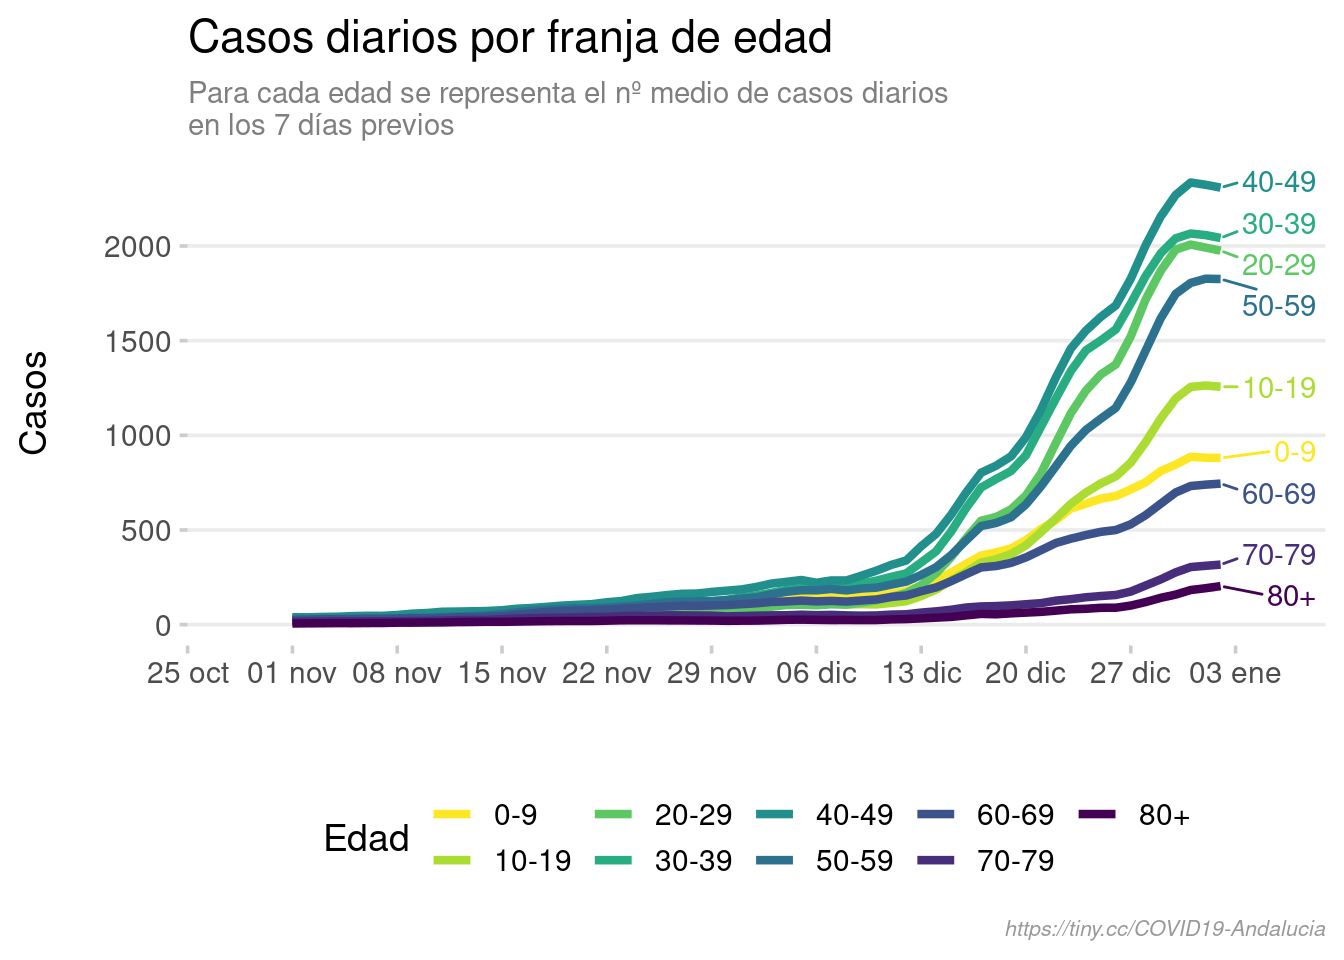 Casos diarios por franja de edad
Para cada edad se representa el nº medio de casos diarios
en los 7 días previos
Casos
2000
1500
1000
500
0
40-49
30-39
20-29
50-59
10-19
0-9
60-69
70-79
80+
25 oct 01 nov 08 nov 15 nov 22 nov 29 nov 06 dic 13 dic 20 dic 27 dic 03 ene
Edad
0-9 20-29 40-49 60-69 80+
10-19 30-39 50-59 70-79
https://tiny.cc/COVID19-Andalucia